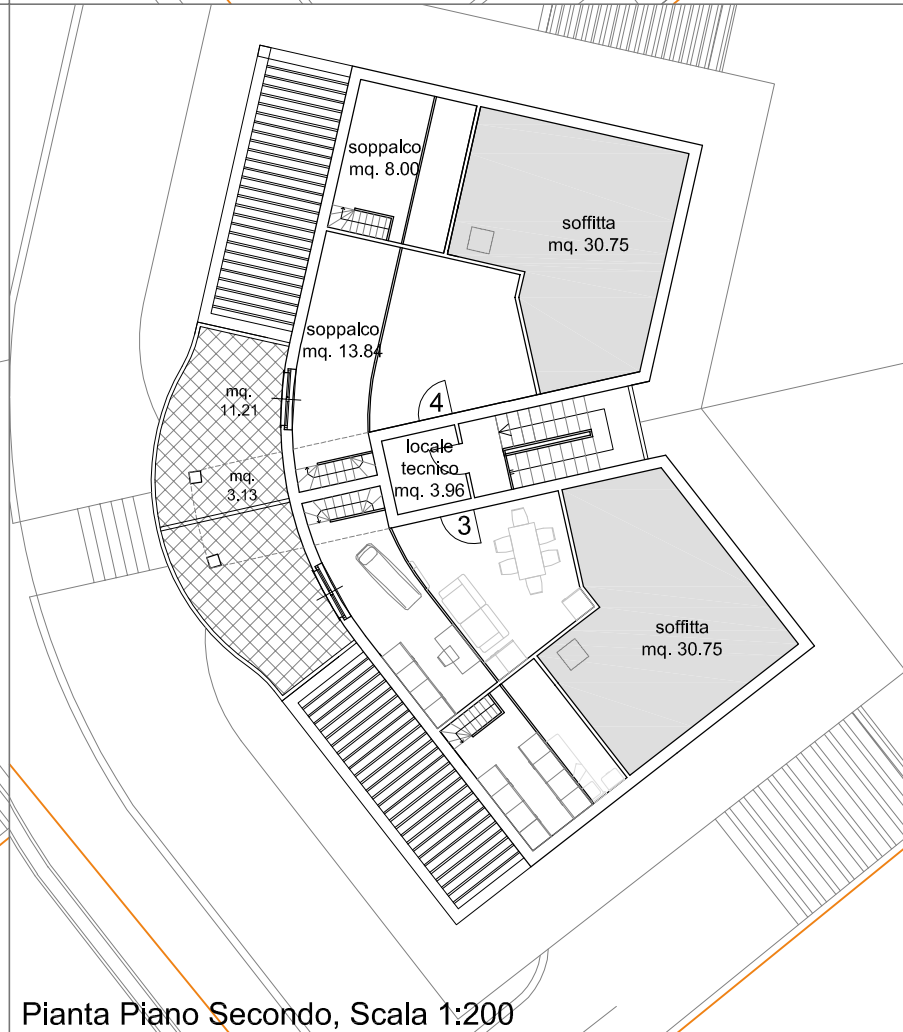 soppalco
mq. 8.00
soffitta
mq. 30.75
soppalco
mq. 13.84
mq.
11.21
4
locale
tecnico
mq. 3.96
mq.
3.13
3
soffitta
mq. 30.75
Pianta Piano Secondo, Scala 1:200